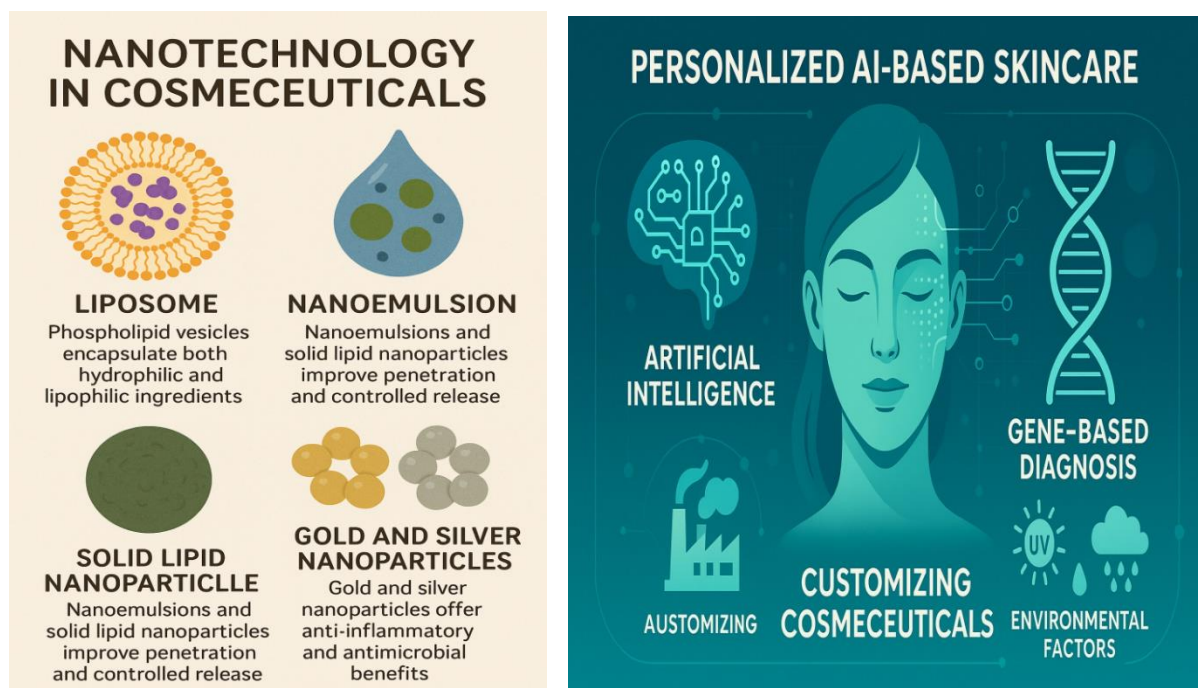 NANOTECHNOLOGY
IN COSMECEUTICALS
LIPOSOME
Phospholipid vesicles
encapsulate both
hydrophilic and
lipophilic ingredients
NANOEMULSION
Nanoemulsions and
solid lipid nanoparticles
improve penetration
and controlled release
SOLID LIPID
NANOPARTICLLE
Nanoemulsions and
solid lipid nanoparticles
improve penetration
and controlled release
GOLD AND SILVER
NANOPARTICLES
Gold and silver
nanoparticles offer
anti-inflammatory
and antimicrobial
benefits
PERSONALIZED AI-BASED SKINCARE
ARTIFICIAL
INTELLIGENCE
GENE-BASED
DIAGNOSIS
AUSTOMIZING
CUSTOMIZING
COSMECEUTICALS
UV
ENVIRONMENTAL
FACTORS